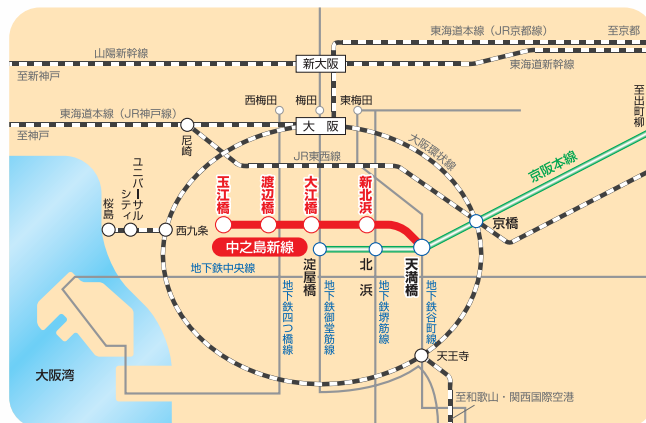 東海道本線（JR京都線）
至京都
山陽新幹線
新大阪
東海道新幹線
至新神戸
至出町柳
西梅田
梅田
東梅田
東海道本線（JR神戸線）
大阪
至神戸
尼崎
大阪環状線
JR東西線
京阪本線
ユニバーサル
シティ
桜島
玉江橋
渡辺橋
大江橋
新北浜
西九条
京橋
中之島新線
淀屋橋
北浜
天満橋
地下鉄中央線
地下鉄四つ橋線
地下鉄御堂筋線
地下鉄堺筋線
地下鉄谷町線
天王寺
大阪湾
至和歌山・関西国際空港